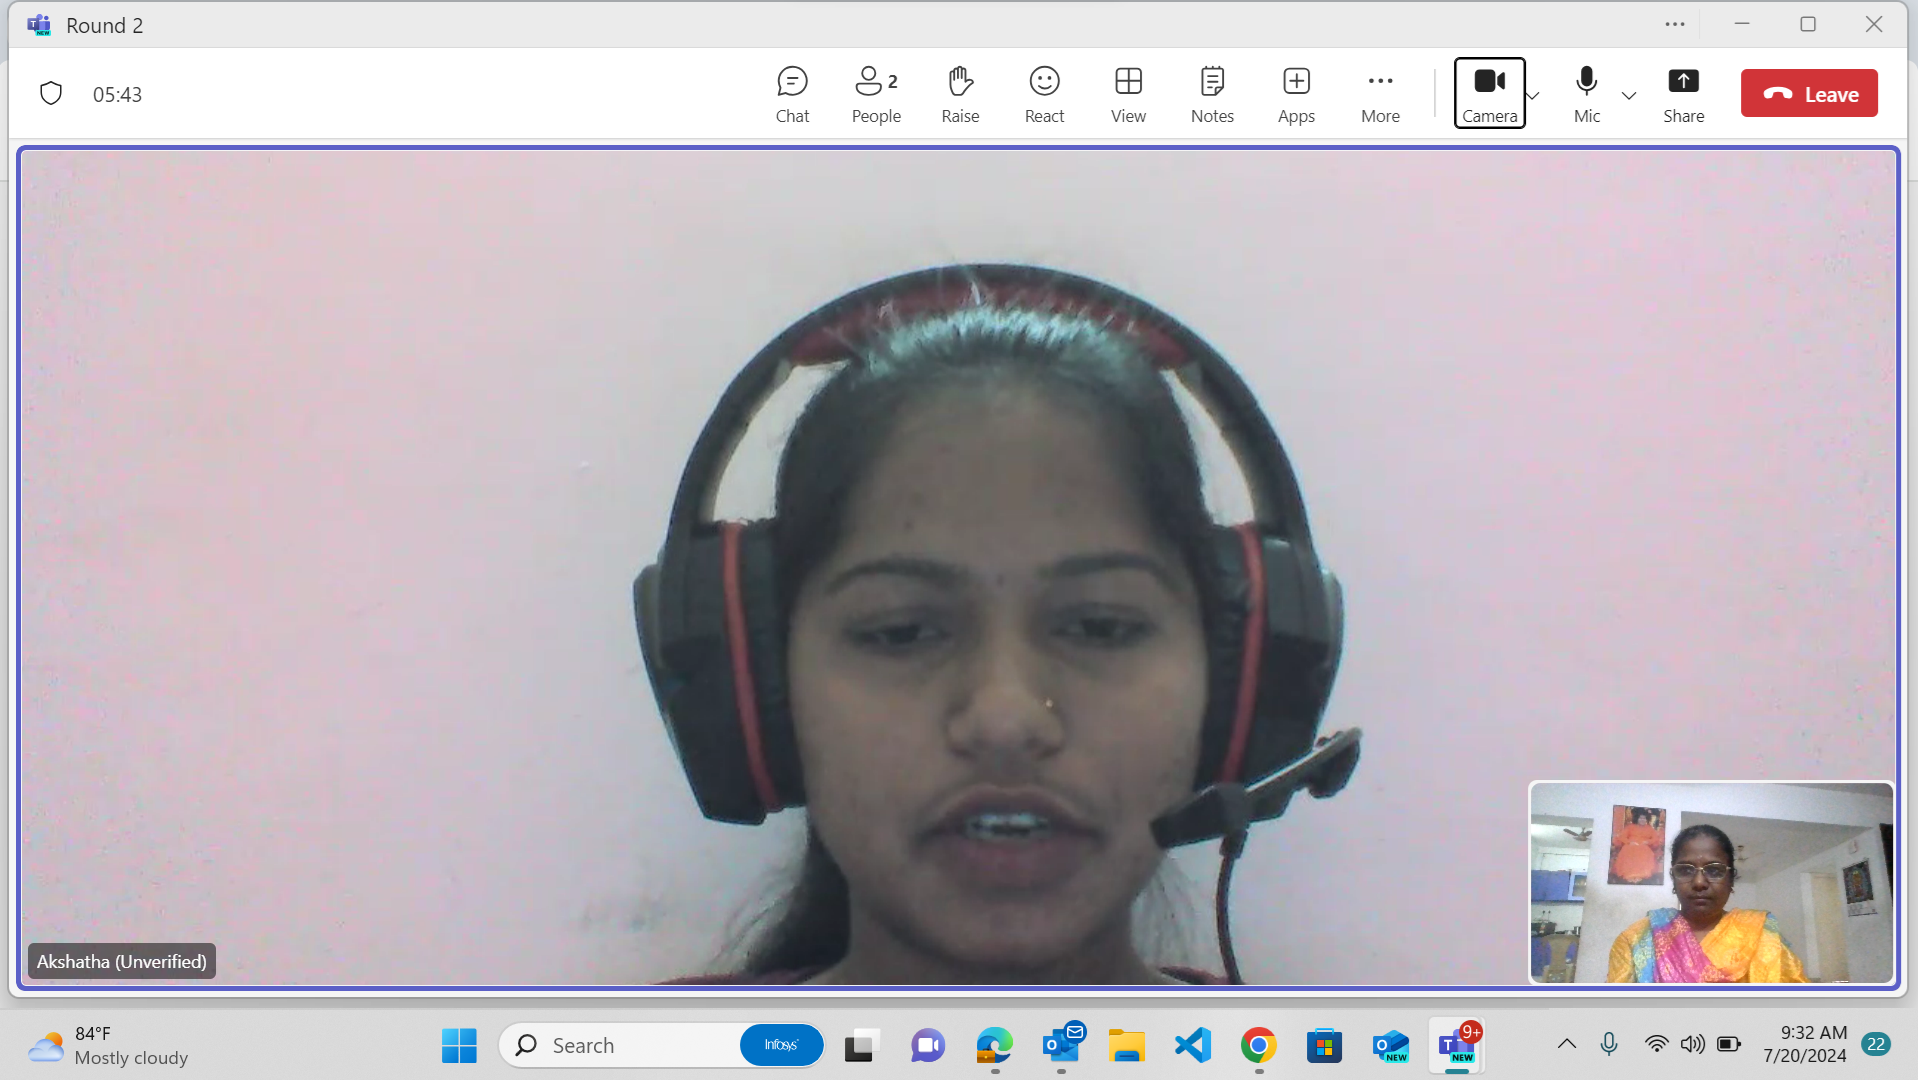 Round 2
05:43
Chat
People 2
Raise
React
View
Notes
Apps
More
Camera
Mic
Share
Leave
Akshatha (Unverified)
84°F
Mostly cloudy
Search
Infosys
NEW
9+
NEW
9:32 AM
7/20/2024
22